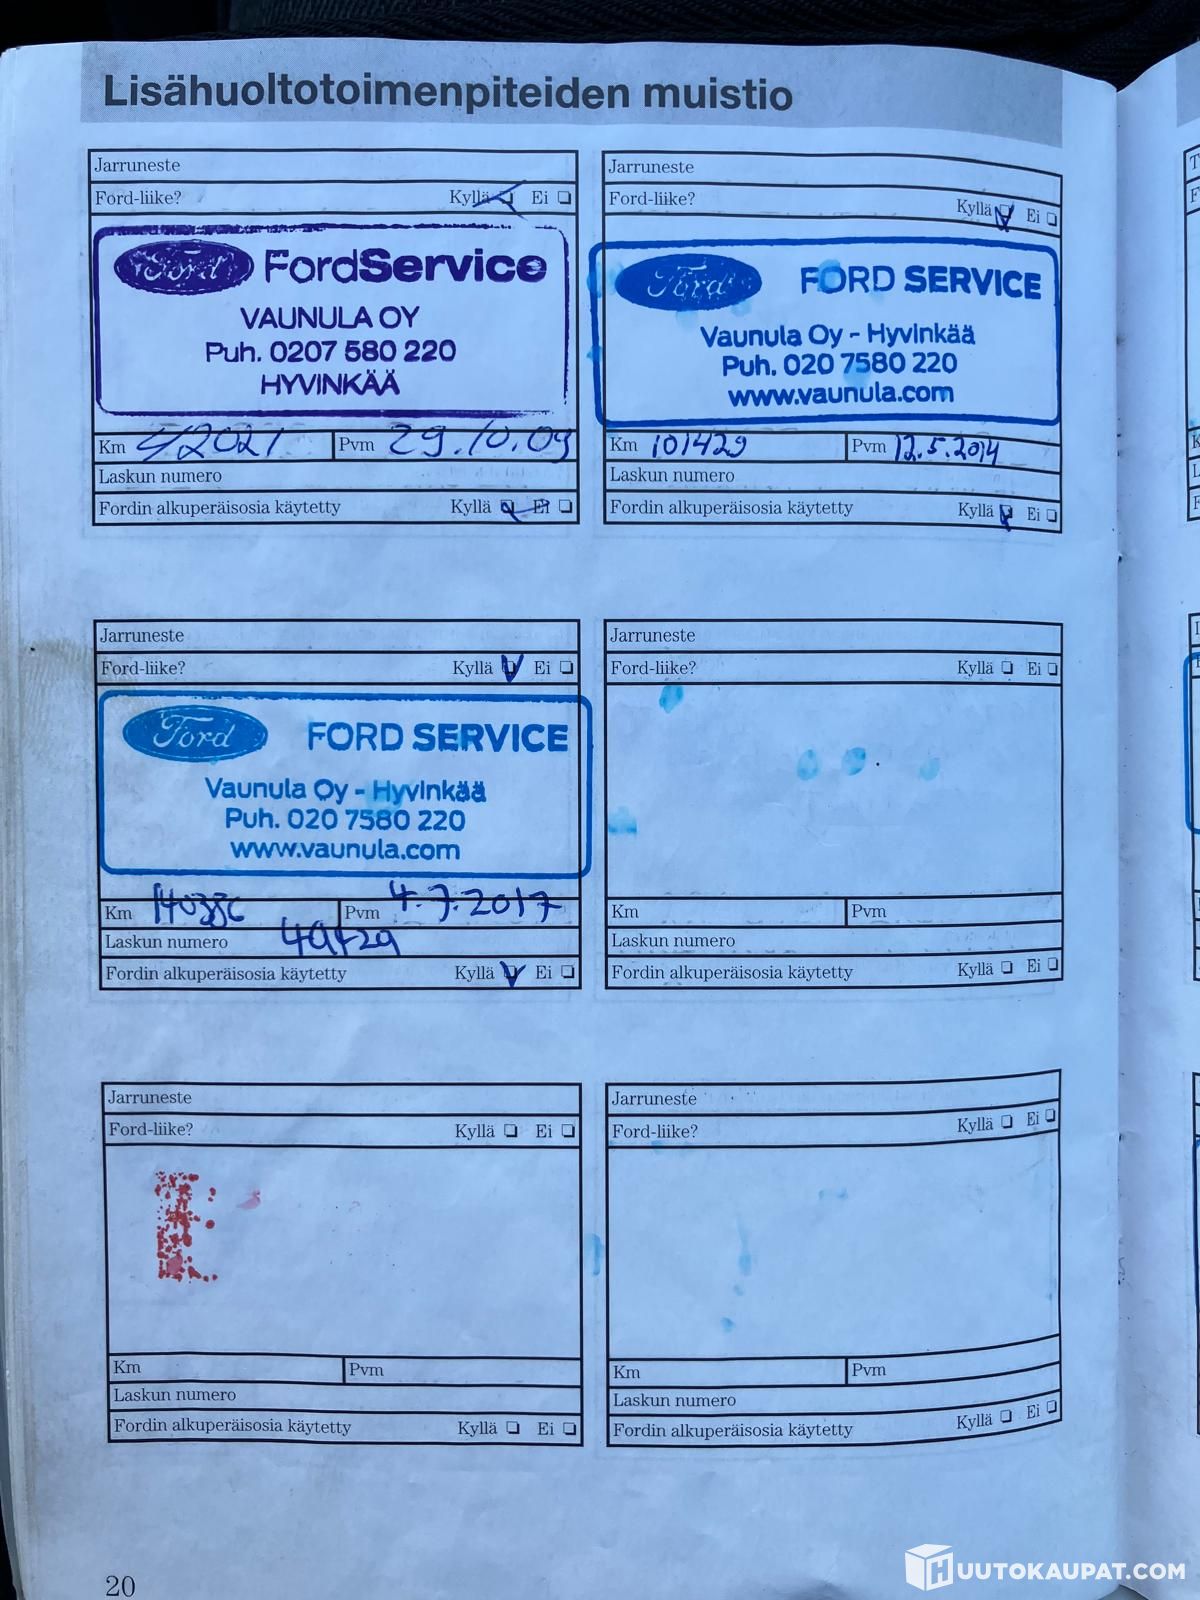 Lisähuoltotoimenpiteiden muistio
Jarruneste
Ford-liike? Kyllä Ei
Ford FordService
VAUNULA OY
Puh. 0207 580 220
HYVINKÄÄ
Km Pvm 29.10.09
Laskun numero
Fordin alkuperäisosia käytetty Kyllä Ei
Jarruneste
Ford-liike? Kyllä Ei
Ford FORD SERVICE
Vaunula Oy - Hyvinkää
Puh. 020 7580 220
www.vaunula.com
Km 101429 Pvm 12.5.2014
Laskun numero
Fordin alkuperäisosia käytetty Kyllä Ei
Jarruneste
Ford-liike? Kyllä Ei
Ford FORD SERVICE
Vaunula Oy - Hyvinkää
Puh. 020 7580 220
www.vaunula.com
Km Pvm 4.7.2017
Laskun numero
Fordin alkuperäisosia käytetty Kyllä Ei
Jarruneste
Ford-liike? Kyllä Ei
Km Pvm
Laskun numero
Fordin alkuperäisosia käytetty Kyllä Ei
Jarruneste
Ford-liike? Kyllä Ei
Km Pvm
Laskun numero
Fordin alkuperäisosia käytetty Kyllä Ei
Jarruneste
Ford-liike? Kyllä Ei
Km Pvm
Laskun numero
Fordin alkuperäisosia käytetty Kyllä Ei
20
HUUTOKAUPAT.COM